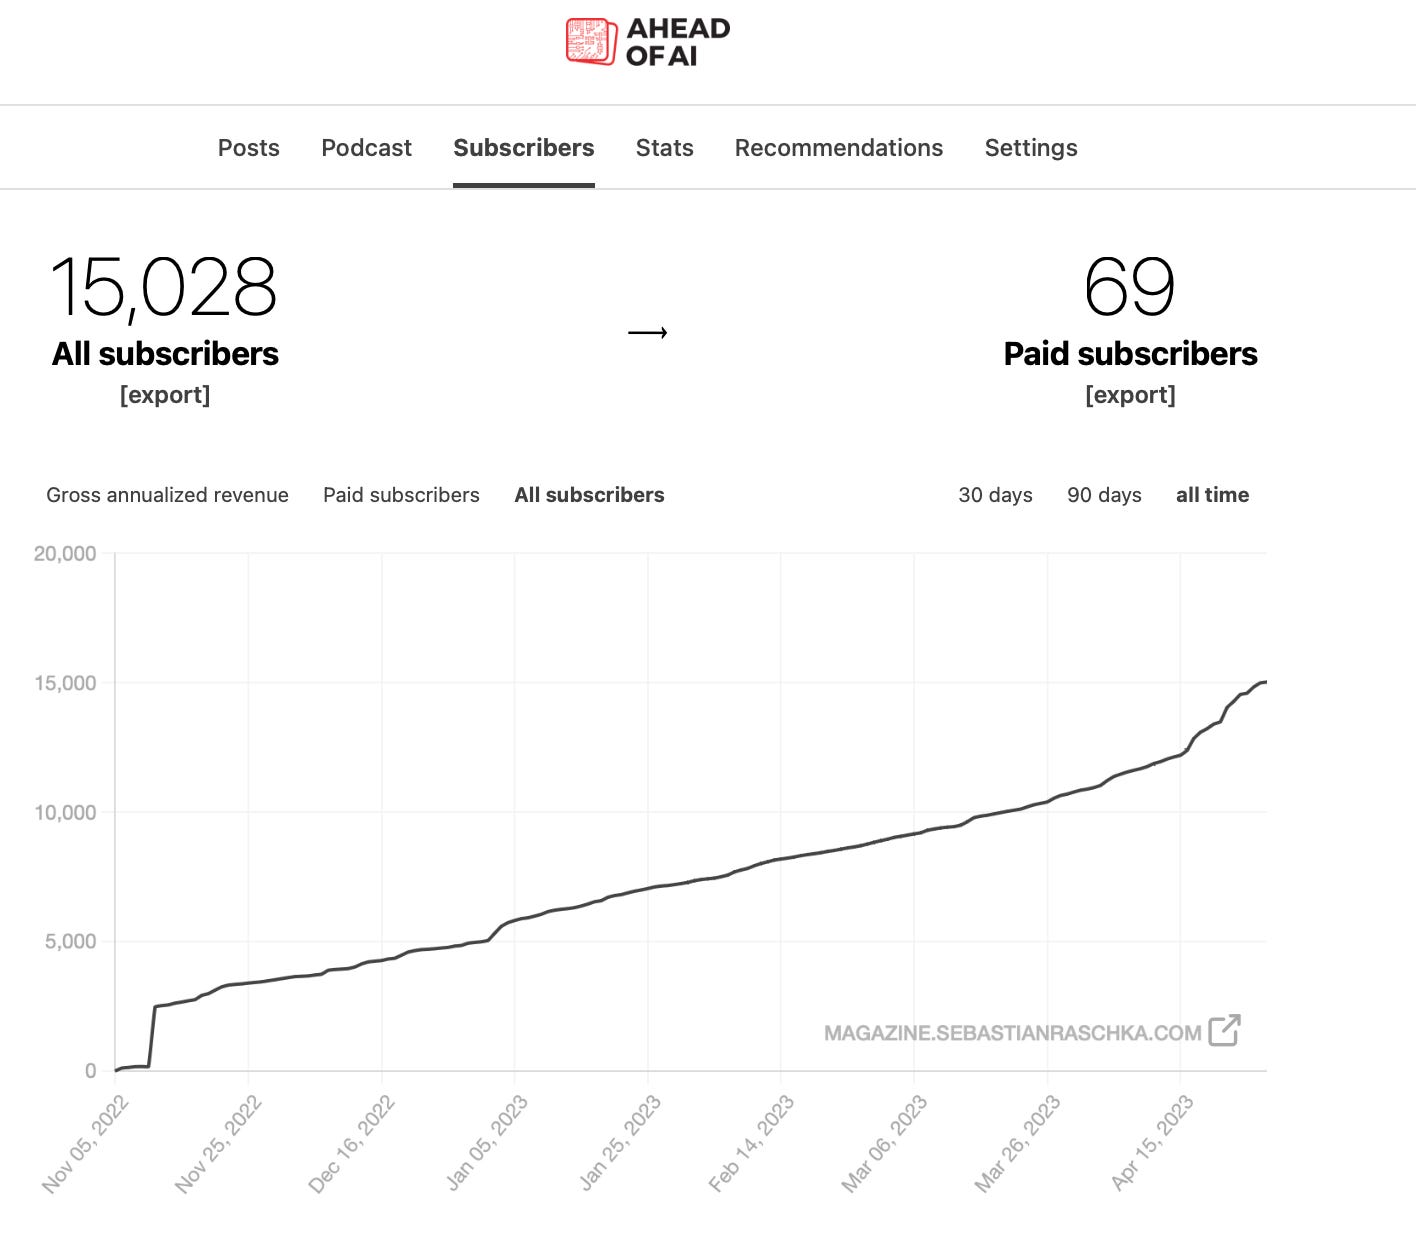 AHEAD
OF AI
Posts Podcast Subscribers Stats Recommendations Settings
15,028
All subscribers
[export]
→
69
Paid subscribers
[export]
Gross annualized revenue Paid subscribers All subscribers 30 days 90 days all time
20,000
15,000
10,000
5,000
0
MAGAZINE.SEBASTIANRASCHKA.COM
Nov 05, 2022
Nov 25, 2022
Dec 16, 2022
Jan 05, 2023
Jan 25, 2023
Feb 14, 2023
Mar 06, 2023
Mar 26, 2023
Apr 15, 2023